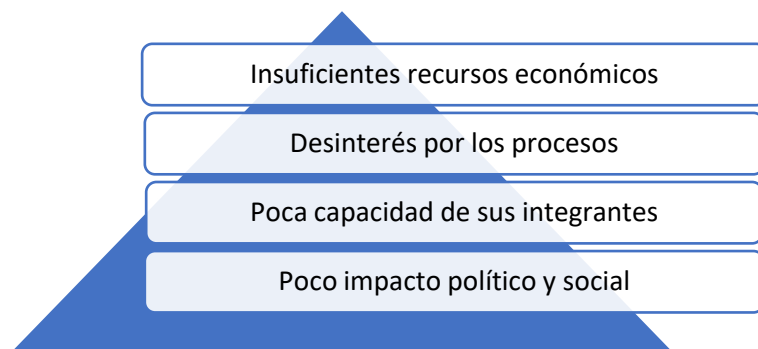 Insuficientes recursos económicos
Desinterés por los procesos
Poca capacidad de sus integrantes
Poco impacto político y social